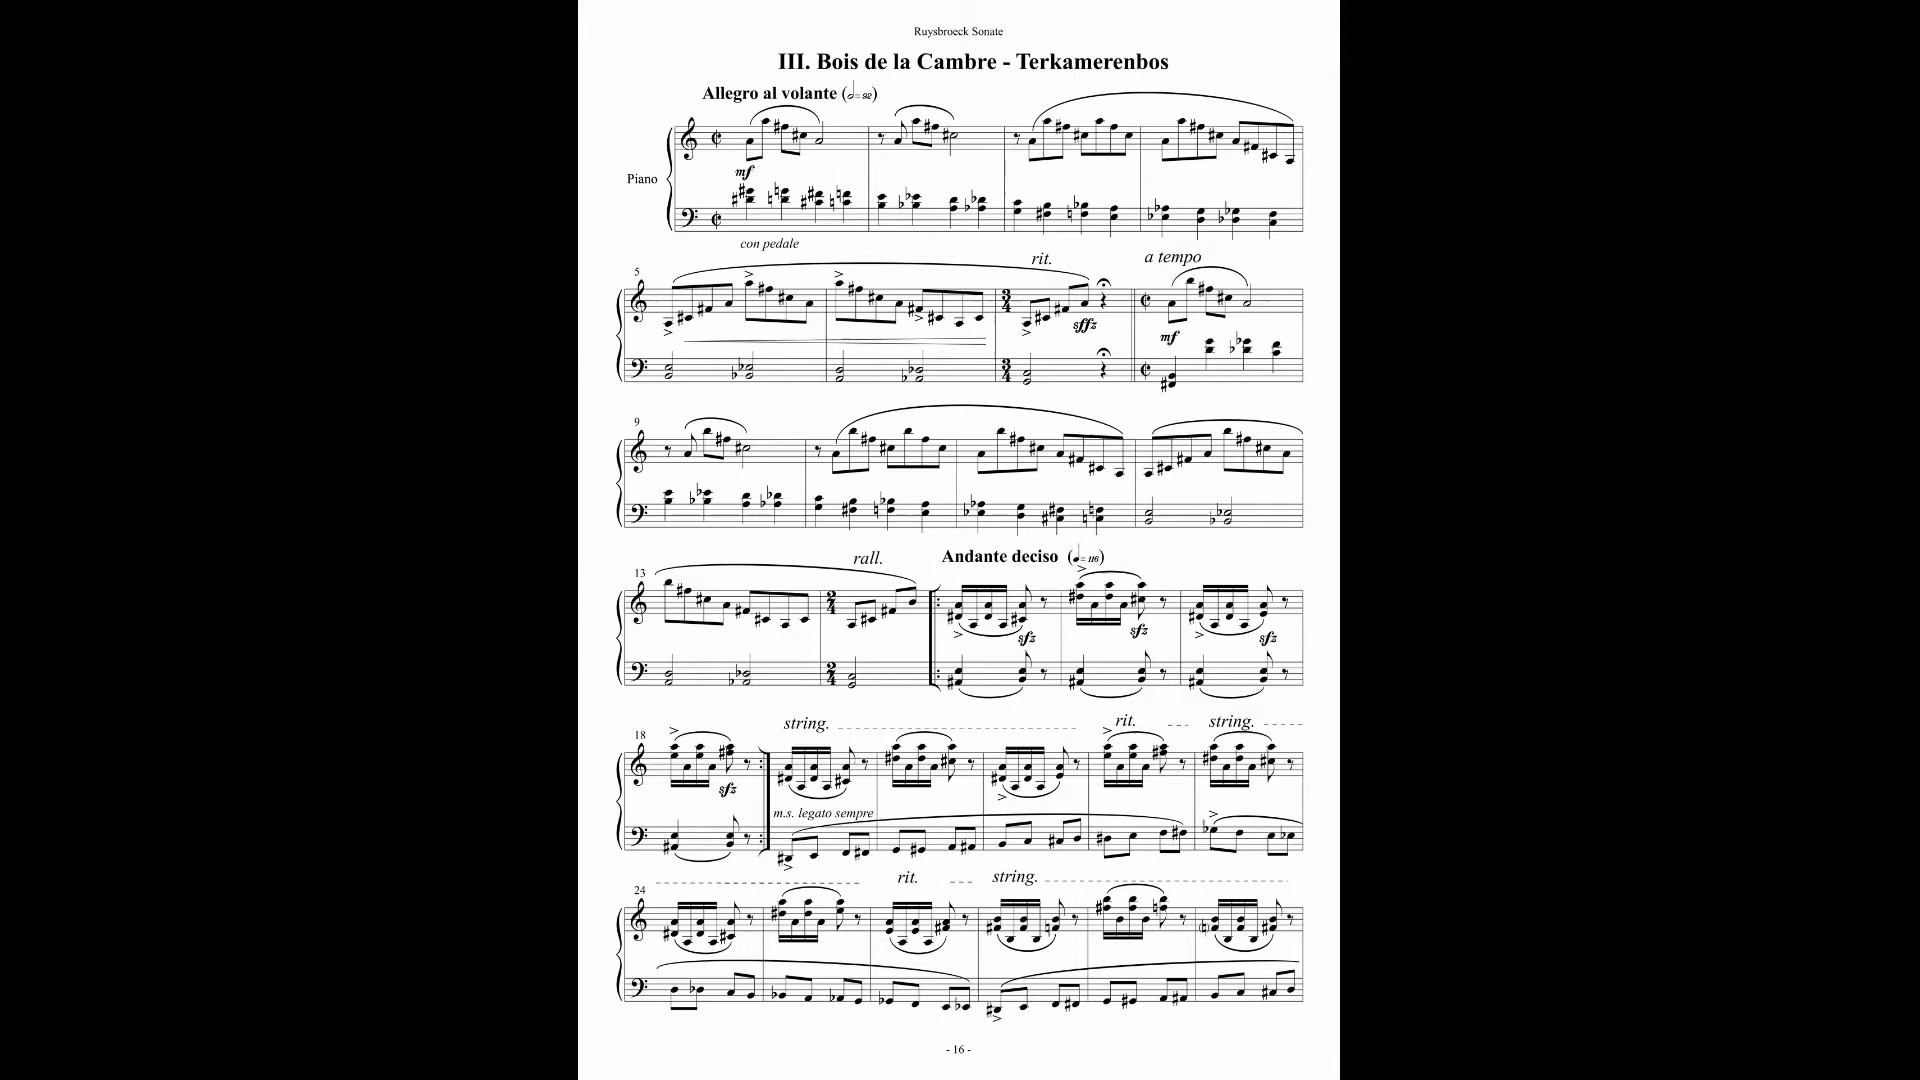 Ruysbroeck Sonate
III. Bois de la Cambre - Terkamerenbos
Allegro al volante (𝅗𝅥= 92)
Piano
mf
con pedale
5
rit.
a tempo
sffz
mf
9
13
rall.
Andante deciso (♩= 116)
sfz sfz sfz
18
string.
rit.
string.
sfz
m.s. legato sempre
24
rit.
string.
- 16 -